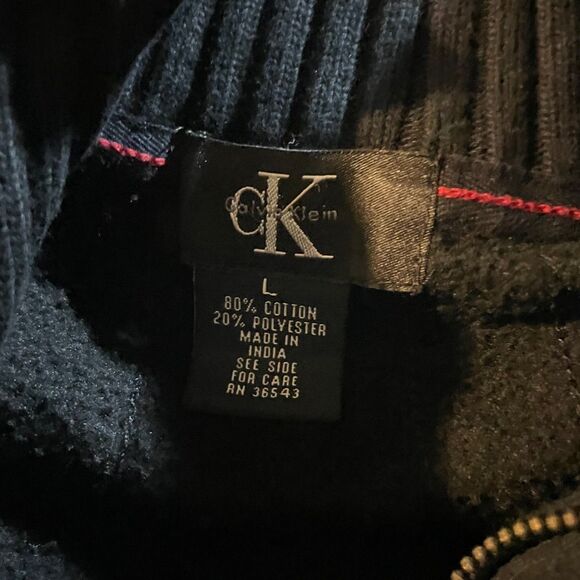 cK
Calvin Klein
L
80% COTTON
20% POLYESTER
MADE IN
INDIA
SEE SIDE
FOR CARE
RN 36543